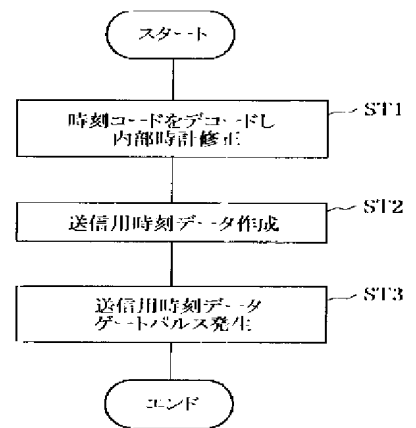 スタート
時刻コードをデコードし
内部時計修正
ST1
送信用時刻データ作成
ST2
送信用時刻データ
ゲートパルス発生
ST3
エンド